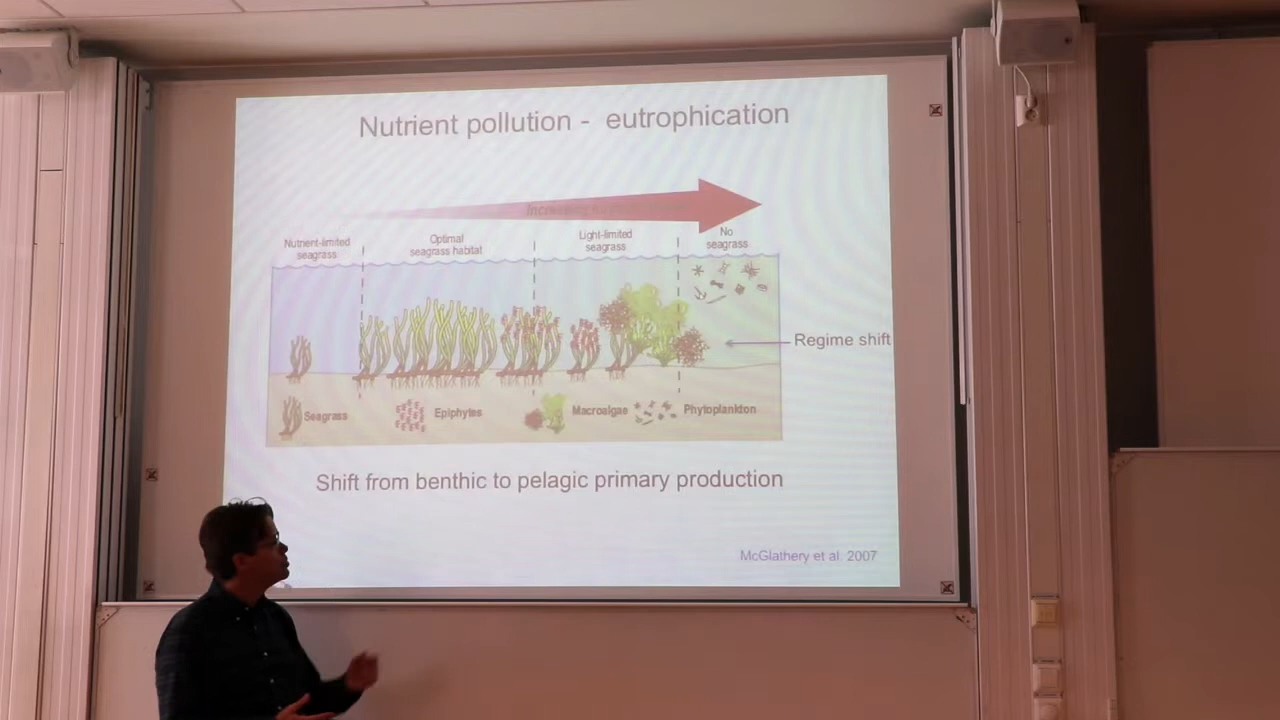 Nutrient pollution - eutrophication
Increasing
Nutrient-limited
seagrass
Optimal
seagrass habitat
Light-limited
seagrass
No
seagrass
Regime shift
Seagrass
Epiphytes
Macroalgae
Phytoplankton
Shift from benthic to pelagic primary production
McGlathery et al. 2007